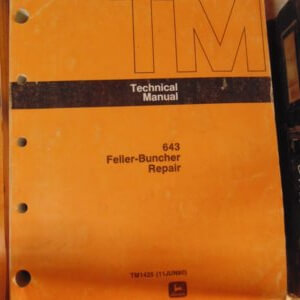 TM
Technical
Manual
643
Feller-Buncher
Repair
TM1425 (11JUN80)